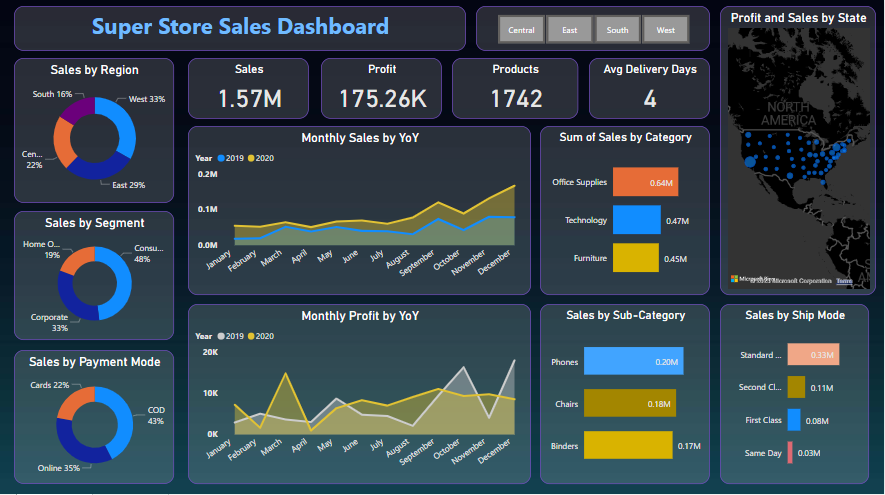 Super Store Sales Dashboard
Central
East
South
West
Profit and Sales by State
Sales by Region
South 16%
West 33%
Cen...
22%
East 29%
Sales
1.57M
Profit
175.26K
Products
1742
Avg Delivery Days
4
NORTH
AMERICA
Monthly Sales by YoY
Year 2019 2020
0.2M
0.1M
0.0M
January
February
March
April
May
June
July
August
September
October
November
December
Sum of Sales by Category
Office Supplies 0.64M
Technology 0.47M
Furniture 0.45M
Microsoft Corporation Terms
Sales by Segment
Home O...
19%
Consu...
48%
Corporate
33%
Monthly Profit by YoY
Year 2019 2020
20K
10K
0K
January
February
March
April
May
June
July
August
September
October
November
December
Sales by Sub-Category
Phones 0.20M
Chairs 0.18M
Binders 0.17M
Sales by Ship Mode
Standard ... 0.33M
Second Cl... 0.11M
First Class 0.08M
Same Day 0.03M
Sales by Payment Mode
Cards 22%
COD
43%
Online 35%